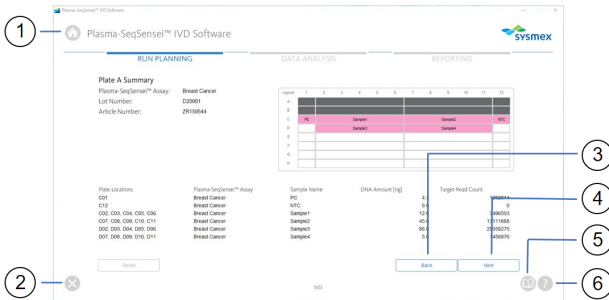 Plasma-SeqSensei™ IVD Software
1
Plasma-SeqSensei™ IVD Software
sysmex
RUN PLANNING
DATA ANALYSIS
REPORTING
Plate A Summary
Plasma-SeqSensei™ Assay: Breast Cancer
Lot Number: D20001
Article Number: ZR150544
Layout 1 2 3 4 5 6 7 8 9 10 11 12
A
B
C PC Sample1 Sample2 NTC
D Sample3 Sample4
E
F
G
H
3
4
5
6
2
Plate Locations Plasma-SeqSensei™ Assay Sample Name DNA Amount [ng] Target Read Count
C01 Breast Cancer PC
C12 Breast Cancer NTC 0
C02, C03, C04, C05, C06 Breast Cancer Sample1
C07, C08, C09, C10, C11 Breast Cancer Sample2
D02, D03, D04, D05, D06 Breast Cancer Sample3
D07, D08, D09, D10, D11 Breast Cancer Sample4
Reset
Back
Next
IVD
?